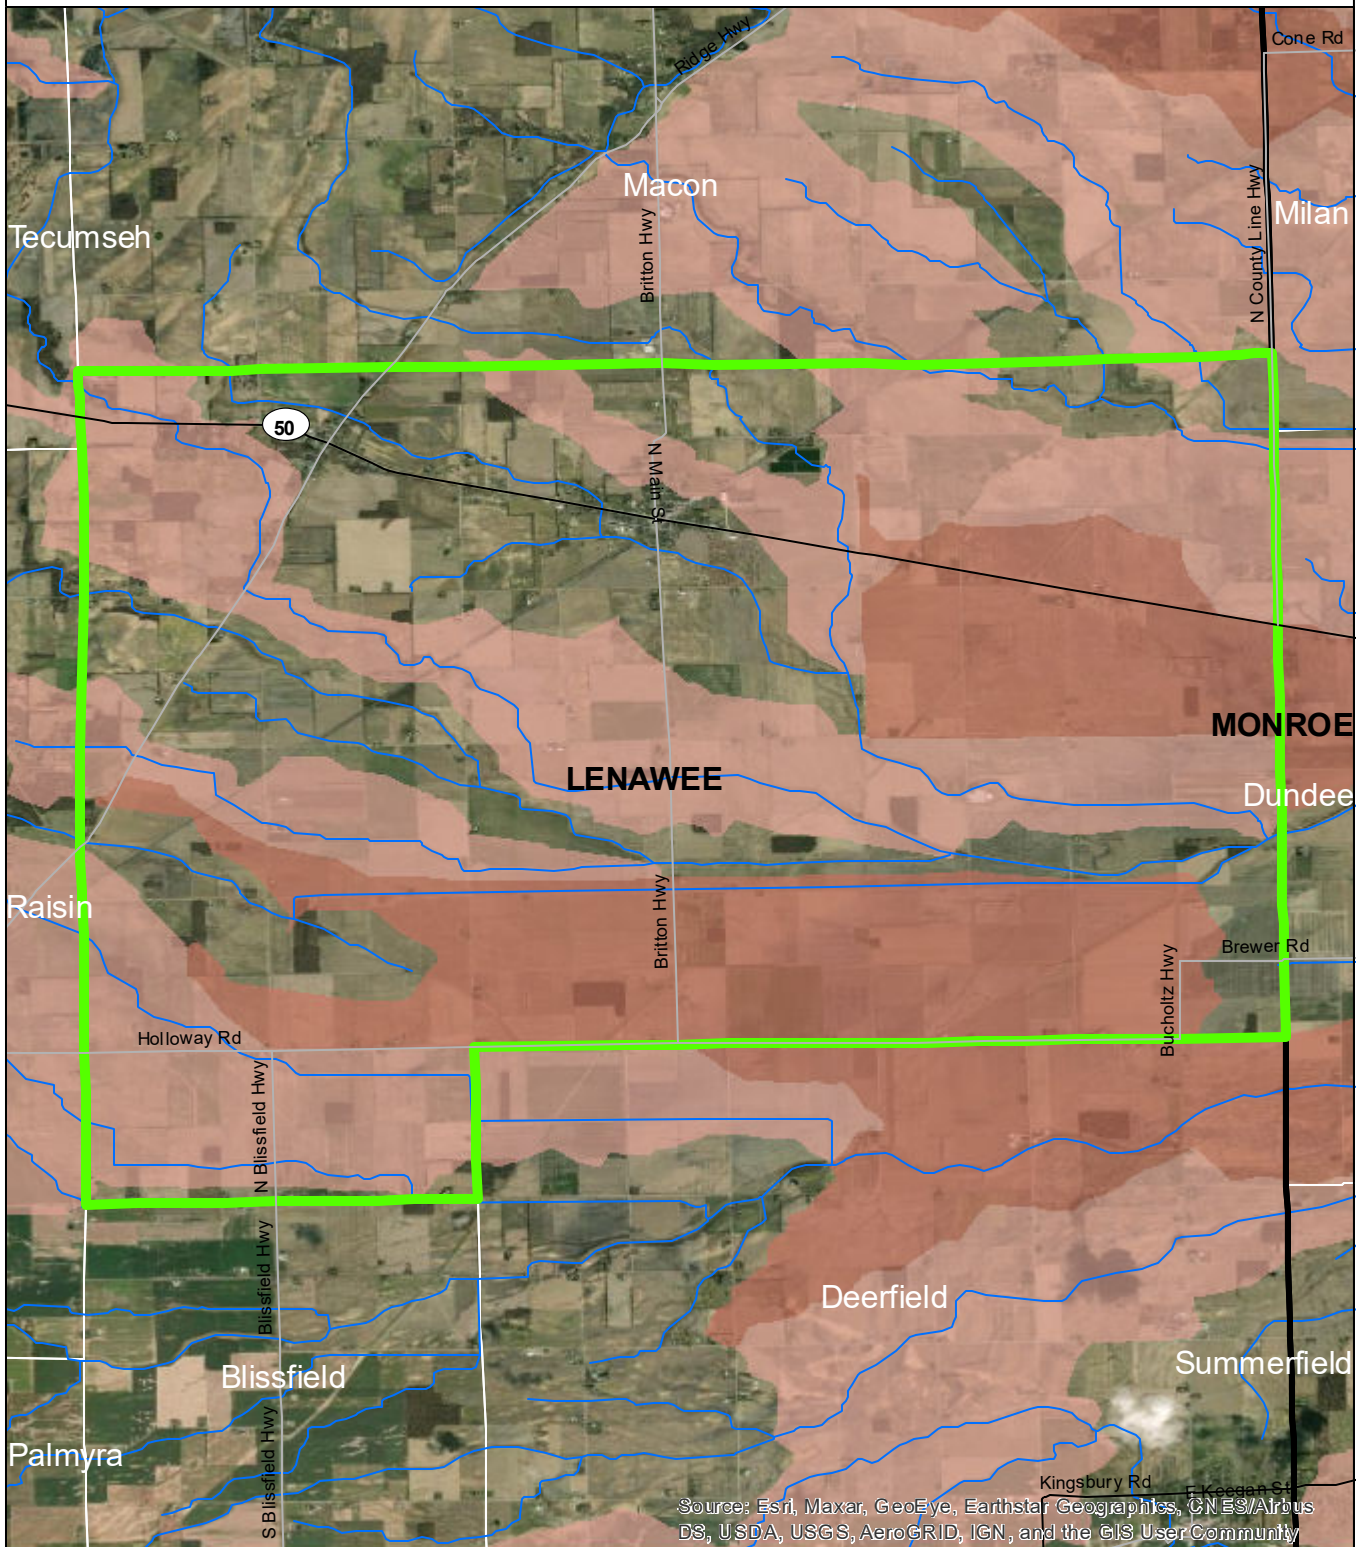 Ridge Hwy
Cone Rd
Macon
N County Line Hwy
Milan
Tecumseh
Britton Hwy
50
N Main St
MONROE
LENAWEE
Dundee
Raisin
Britton Hwy
Brewer Rd
Bucholtz Hwy
Holloway Rd
N Blissfield Hwy
Blissfield Hwy
Deerfield
Summerfield
Blissfield
Palmyra
S Blissfield Hwy
Kingsbury Rd
E Keegan St
Source: Esri, Maxar, GeoEye, Earthstar Geographics, CNES/Airbus
DS, USDA, USGS, AeroGRID, IGN, and the GIS User Community